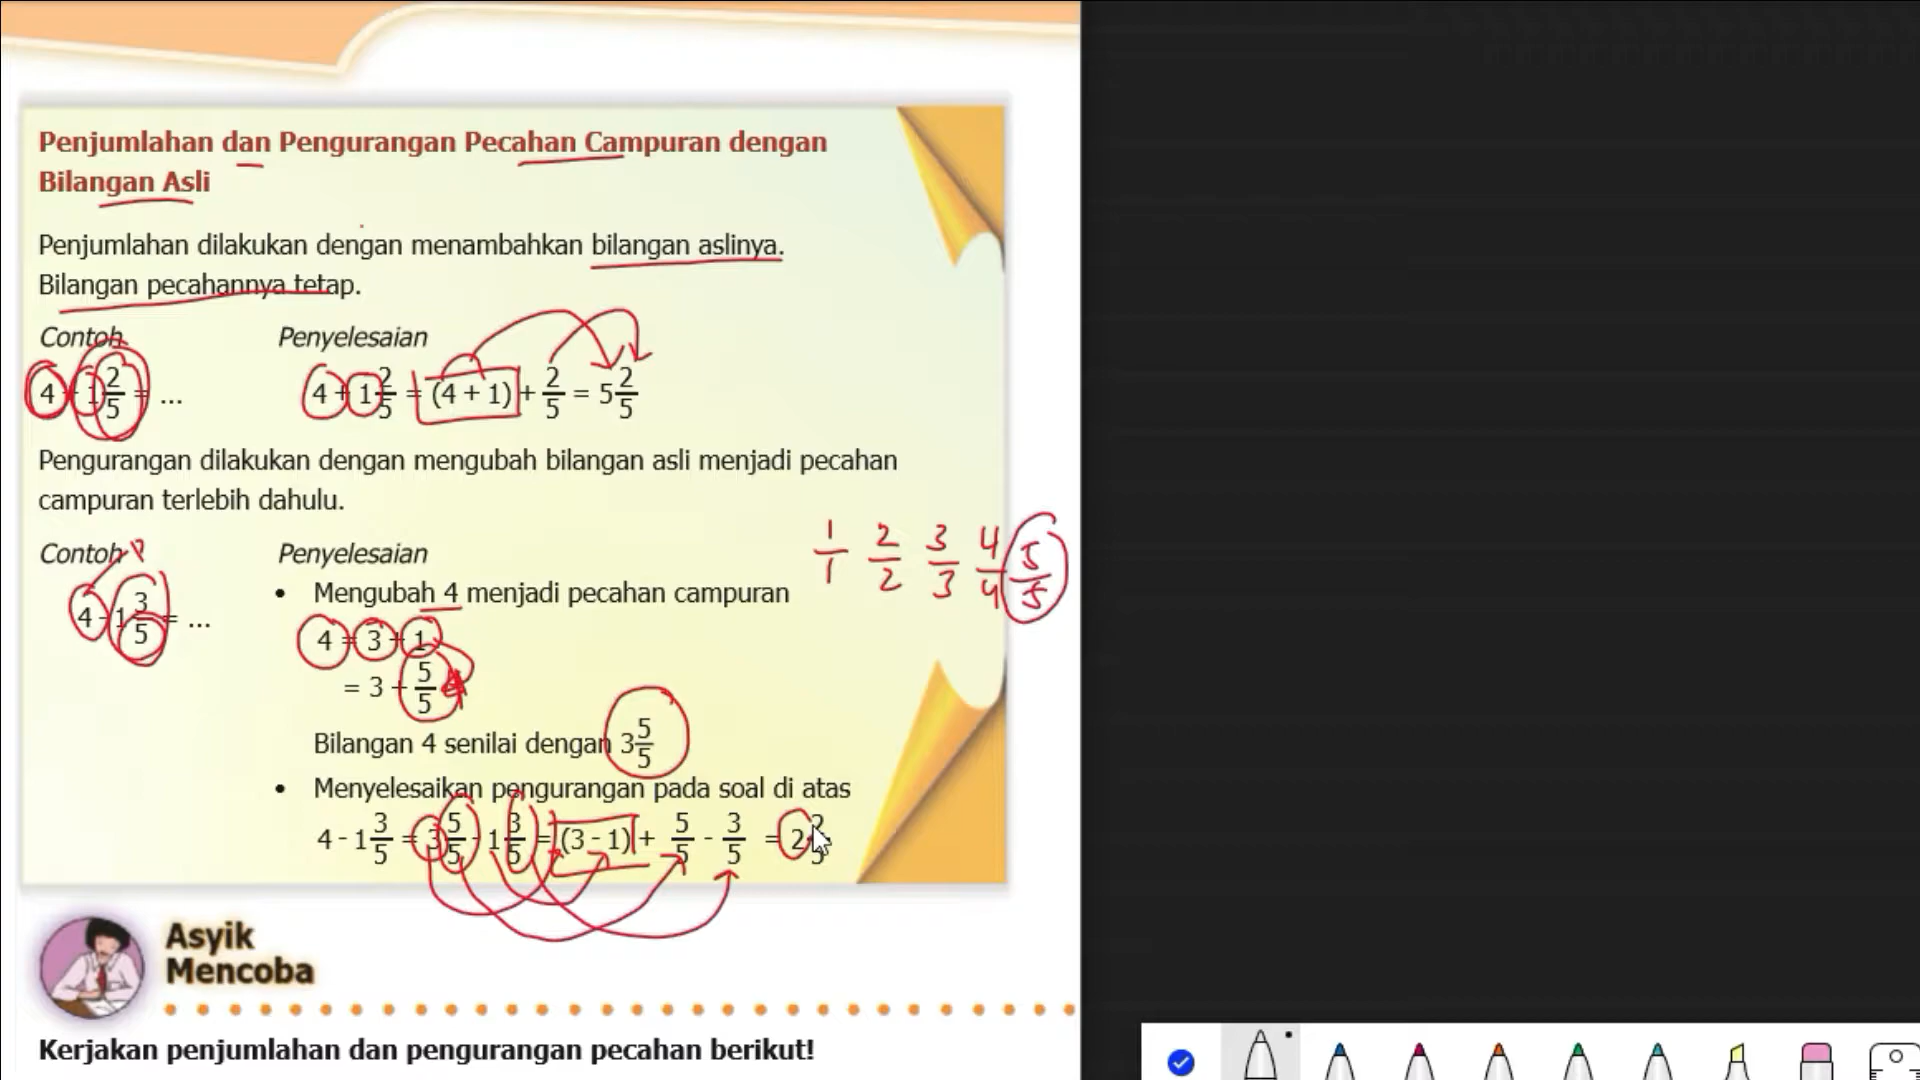 Penjumlahan dan Pengurangan Pecahan Campuran dengan
Bilangan Asli
Penjumlahan dilakukan dengan menambahkan bilangan aslinya.
Bilangan pecahannya tetap.
Contoh Penyelesaian
4 + 1 2/5 = ... 4 + 1 2/5 = (4 + 1) + 2/5 = 5 2/5
Pengurangan dilakukan dengan mengubah bilangan asli menjadi pecahan
campuran terlebih dahulu.
1/1 2/2 3/3 4/4 5/5
Contoh Penyelesaian
• Mengubah 4 menjadi pecahan campuran
4 - 1 3/5 = ... 4 = 3 + 1
= 3 + 5/5
Bilangan 4 senilai dengan 3 5/5
• Menyelesaikan pengurangan pada soal di atas
4 - 1 3/5 = 3 5/5 - 1 3/5 = (3 - 1) + 5/5 - 3/5 = 2 2/5
Asyik
Mencoba
Kerjakan penjumlahan dan pengurangan pecahan berikut!